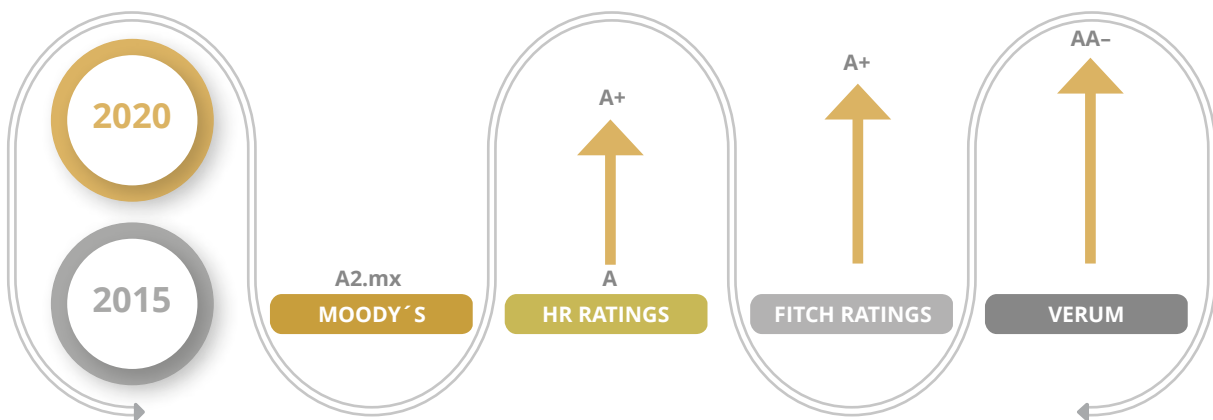 2020
2015
A2.mx
MOODY´S
A+
A
HR RATINGS
A+
FITCH RATINGS
AA–
VERUM